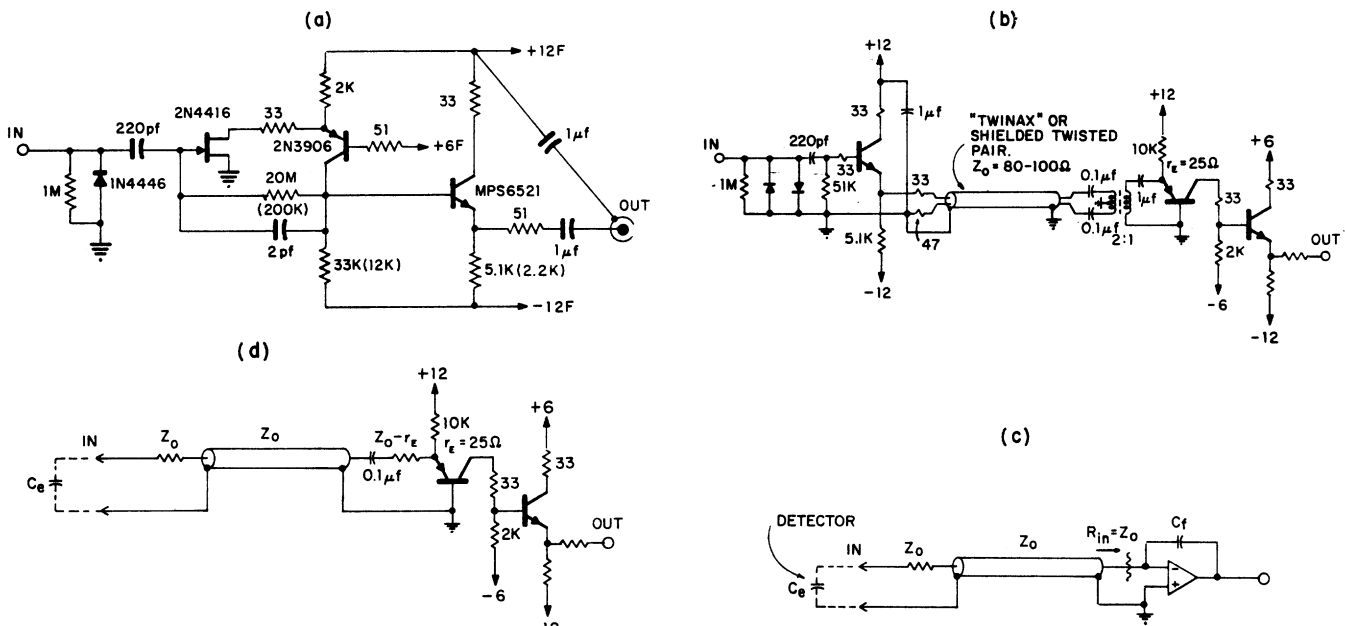 (a)
+12F
2K
33
2N4416
33
220pf
IN
2N3906
51
+6F
1μf
1M
1N4446
20M
(200K)
MPS6521
OUT
2pf
51
1μf
33K(12K)
5.1K(2.2K)
-12F
(b)
+12
33
1μf
"TWINAX" OR
SHIELDED TWISTED
PAIR.
Z₀ = 80-100Ω
+12
+6
10K
rE = 25Ω
33
IN
220pf
33
0.1μf
1μf
33
1M
51K
33
0.1μf
2:1
OUT
5.1K
47
2K
-12
-6
-12
(d)
+12
+6
IN
Z₀
Z₀
Z₀-rE
10K
rE = 25Ω
33
0.1μf
Ce
33
2K
OUT
-6
(c)
DETECTOR
IN
Z₀
Z₀
Rin=Z₀
Cf
Ce
-
+